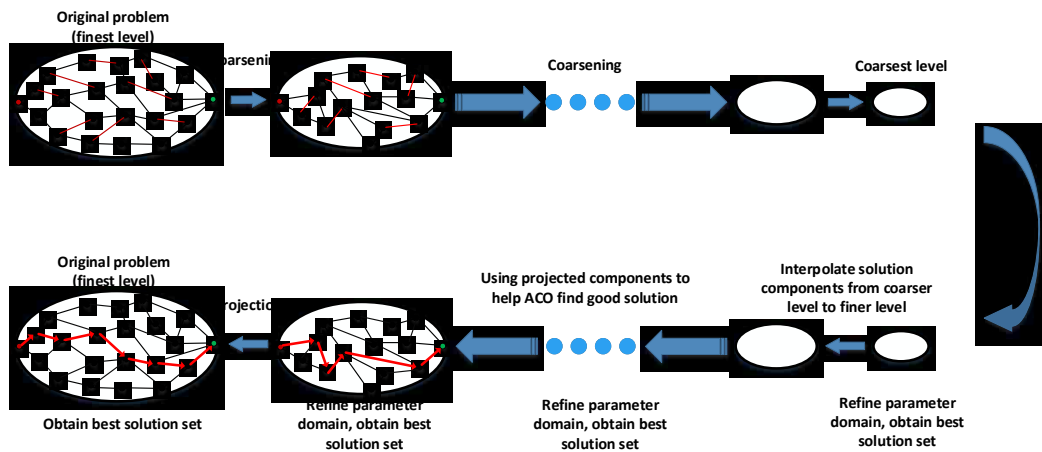 Original problem
(finest level)
Coarsening
Coarsest level
Original problem
(finest level)
Using projected components to
help ACO find good solution
Interpolate solution
components from coarser
level to finer level
Obtain best solution set
Refine parameter
domain, obtain best
solution set
Refine parameter
domain, obtain best
solution set
Refine parameter
domain, obtain best
solution set